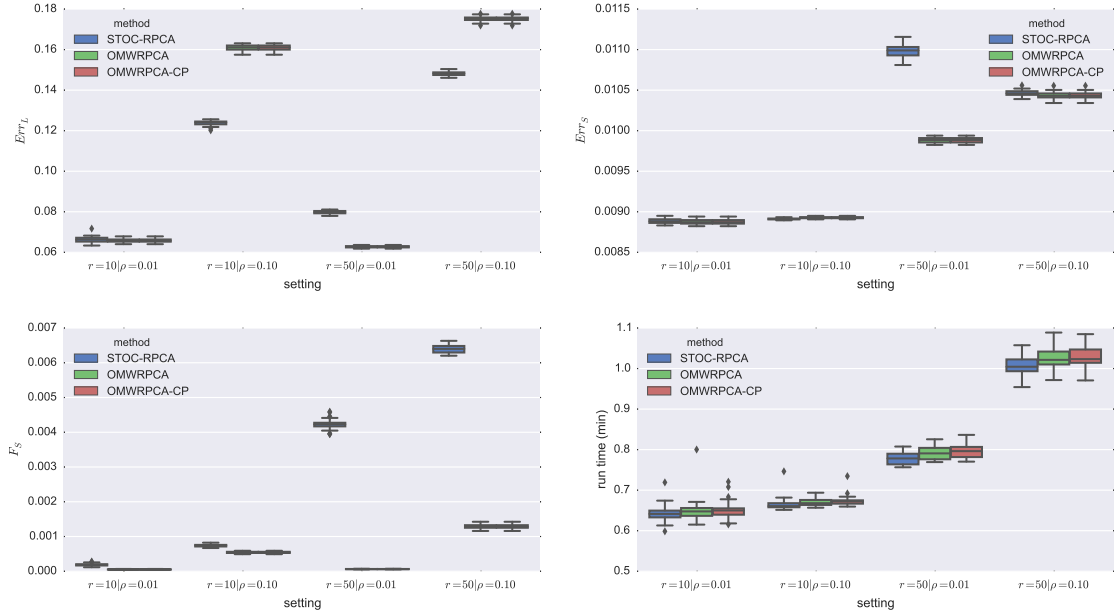 0.18
0.16
0.14
0.12
0.10
0.08
0.06
Err_L
method
STOC-RPCA
OMWRPCA
OMWRPCA-CP
r=10|ρ=0.01
r=10|ρ=0.10
r=50|ρ=0.01
r=50|ρ=0.10
setting
0.0115
0.0110
0.0105
0.0100
0.0095
0.0090
0.0085
Err_S
method
STOC-RPCA
OMWRPCA
OMWRPCA-CP
r=10|ρ=0.01
r=10|ρ=0.10
r=50|ρ=0.01
r=50|ρ=0.10
setting
0.007
0.006
0.005
0.004
0.003
0.002
0.001
0.000
F_S
method
STOC-RPCA
OMWRPCA
OMWRPCA-CP
r=10|ρ=0.01
r=10|ρ=0.10
r=50|ρ=0.01
r=50|ρ=0.10
setting
1.1
1.0
0.9
0.8
0.7
0.6
0.5
run time (min)
method
STOC-RPCA
OMWRPCA
OMWRPCA-CP
r=10|ρ=0.01
r=10|ρ=0.10
r=50|ρ=0.01
r=50|ρ=0.10
setting